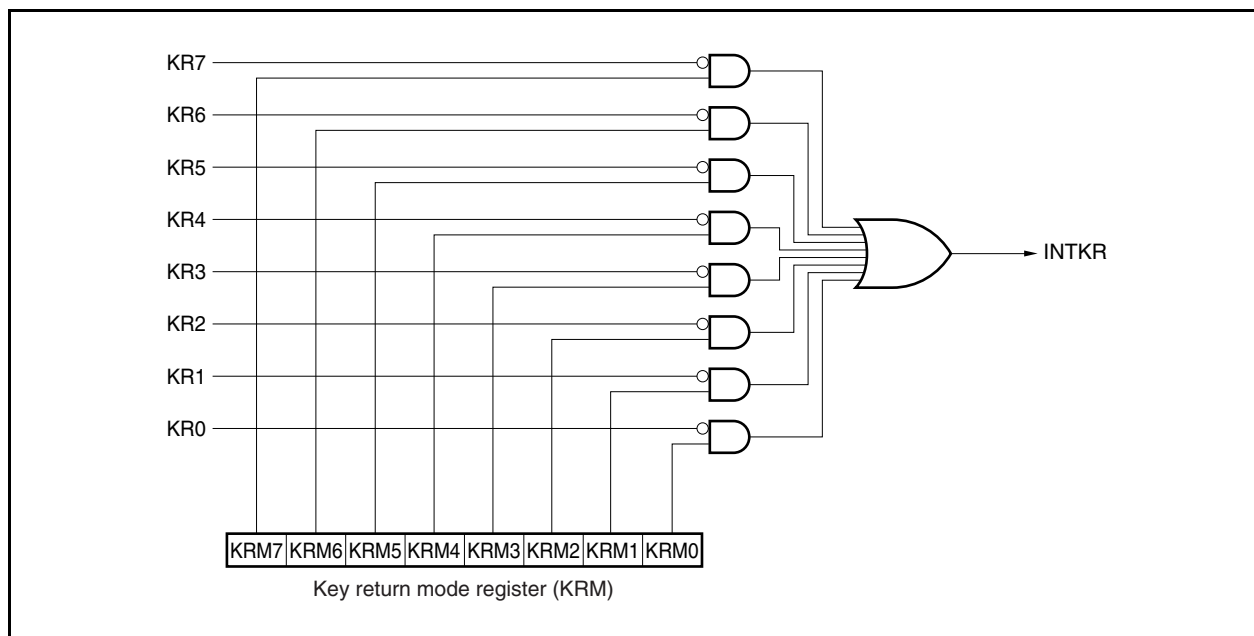 KR7
KR6
KR5
KR4
KR3
KR2
KR1
KR0
INTKR
KRM7 KRM6 KRM5 KRM4 KRM3 KRM2 KRM1 KRM0
Key return mode register (KRM)